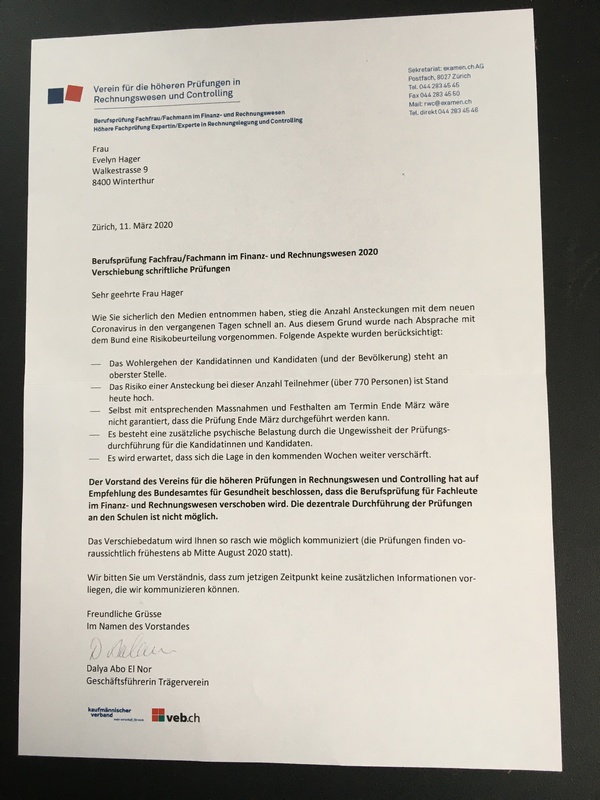 Verein für die höheren Prüfungen in
Rechnungswesen und Controlling
Berufsprüfung Fachfrau/Fachmann im Finanz- und Rechnungswesen
Höhere Fachprüfung Expertin/Experte in Rechnungslegung und Controlling
Sekretariat: examen.ch AG
Postfach, 8027 Zürich
Tel. 044 283 45 45
Fax 044 283 45 50
Mail: rwc@examen.ch
Tel. direkt 044 283 45 46
Frau
Evelyn Hager
Walkestrasse 9
8400 Winterthur
Zürich, 11. März 2020
Berufsprüfung Fachfrau/Fachmann im Finanz- und Rechnungswesen 2020
Verschiebung schriftliche Prüfungen
Sehr geehrte Frau Hager
Wie Sie sicherlich den Medien entnommen haben, stieg die Anzahl Ansteckungen mit dem neuen
Coronavirus in den vergangenen Tagen schnell an. Aus diesem Grund wurde nach Absprache mit
dem Bund eine Risikobeurteilung vorgenommen. Folgende Aspekte wurden berücksichtigt:
— Das Wohlergehen der Kandidatinnen und Kandidaten (und der Bevölkerung) steht an
oberster Stelle.
— Das Risiko einer Ansteckung bei dieser Anzahl Teilnehmer (über 770 Personen) ist Stand
heute hoch.
— Selbst mit entsprechenden Massnahmen und Festhalten am Termin Ende März wäre
nicht garantiert, dass die Prüfung Ende März durchgeführt werden kann.
— Es besteht eine zusätzliche psychische Belastung durch die Ungewissheit der Prüfungs-
durchführung für die Kandidatinnen und Kandidaten.
— Es wird erwartet, dass sich die Lage in den kommenden Wochen weiter verschärft.
Der Vorstand des Vereins für die höheren Prüfungen in Rechnungswesen und Controlling hat auf
Empfehlung des Bundesamtes für Gesundheit beschlossen, dass die Berufsprüfung für Fachleute
im Finanz- und Rechnungswesen verschoben wird. Die dezentrale Durchführung der Prüfungen
an den Schulen ist nicht möglich.
Das Verschiebedatum wird Ihnen so rasch wie möglich kommuniziert (die Prüfungen finden vo-
raussichtlich frühestens ab Mitte August 2020 statt).
Wir bitten Sie um Verständnis, dass zum jetzigen Zeitpunkt keine zusätzlichen Informationen vor-
liegen, die wir kommunizieren können.
Freundliche Grüsse
Im Namen des Vorstandes
Dalya Abo El Nor
Geschäftsführerin Trägerverein
kaufmännischer
verband
veb.ch